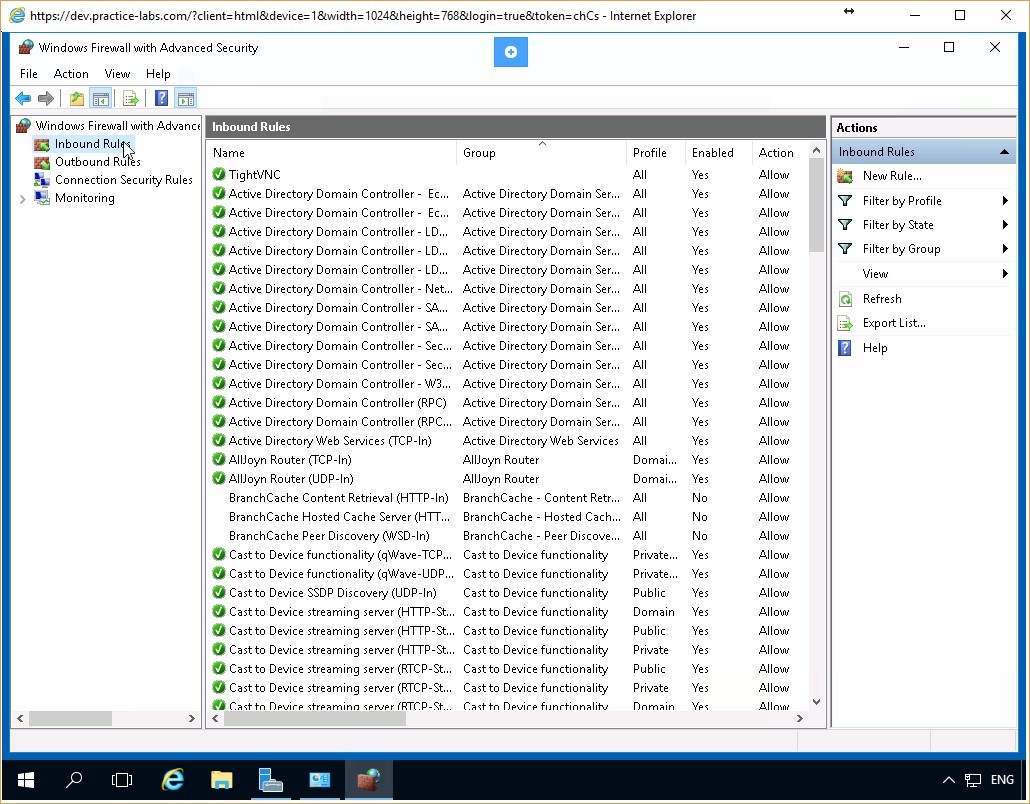 https://dev.practice-labs.com/?client=html&device=1&width=1024&height=768&login=true&token=chCs - Internet Explorer
Windows Firewall with Advanced Security
File Action View Help
Windows Firewall with Advance
Inbound Rules
Outbound Rules
Connection Security Rules
Monitoring
Inbound Rules
Name Group Profile Enabled Action
TightVNC All Yes Allow
Active Directory Domain Controller - Ec... Active Directory Domain Ser... All Yes Allow
Active Directory Domain Controller - Ec... Active Directory Domain Ser... All Yes Allow
Active Directory Domain Controller - LD... Active Directory Domain Ser... All Yes Allow
Active Directory Domain Controller - LD... Active Directory Domain Ser... All Yes Allow
Active Directory Domain Controller - LD... Active Directory Domain Ser... All Yes Allow
Active Directory Domain Controller - Net... Active Directory Domain Ser... All Yes Allow
Active Directory Domain Controller - SA... Active Directory Domain Ser... All Yes Allow
Active Directory Domain Controller - SA... Active Directory Domain Ser... All Yes Allow
Active Directory Domain Controller - Sec... Active Directory Domain Ser... All Yes Allow
Active Directory Domain Controller - Sec... Active Directory Domain Ser... All Yes Allow
Active Directory Domain Controller - W3... Active Directory Domain Ser... All Yes Allow
Active Directory Domain Controller (RPC) Active Directory Domain Ser... All Yes Allow
Active Directory Domain Controller (RPC... Active Directory Domain Ser... All Yes Allow
Active Directory Web Services (TCP-In) Active Directory Web Services All Yes Allow
AllJoyn Router (TCP-In) AllJoyn Router Domai... Yes Allow
AllJoyn Router (UDP-In) AllJoyn Router Domai... Yes Allow
BranchCache Content Retrieval (HTTP-In) BranchCache - Content Retr... All No Allow
BranchCache Hosted Cache Server (HTT... BranchCache - Hosted Cach... All No Allow
BranchCache Peer Discovery (WSD-In) BranchCache - Peer Discove... All No Allow
Cast to Device functionality (qWave-TCP... Cast to Device functionality Private... Yes Allow
Cast to Device functionality (qWave-UDP... Cast to Device functionality Private... Yes Allow
Cast to Device SSDP Discovery (UDP-In) Cast to Device functionality Public Yes Allow
Cast to Device streaming server (HTTP-St... Cast to Device functionality Domain Yes Allow
Cast to Device streaming server (HTTP-St... Cast to Device functionality Public Yes Allow
Cast to Device streaming server (HTTP-St... Cast to Device functionality Private Yes Allow
Cast to Device streaming server (RTCP-St... Cast to Device functionality Public Yes Allow
Cast to Device streaming server (RTCP-St... Cast to Device functionality Private Yes Allow
Cast to Device streaming server (RTCP-St... Cast to Device functionality Domain Yes Allow
Actions
Inbound Rules
New Rule...
Filter by Profile
Filter by State
Filter by Group
View
Refresh
Export List...
Help
ENG